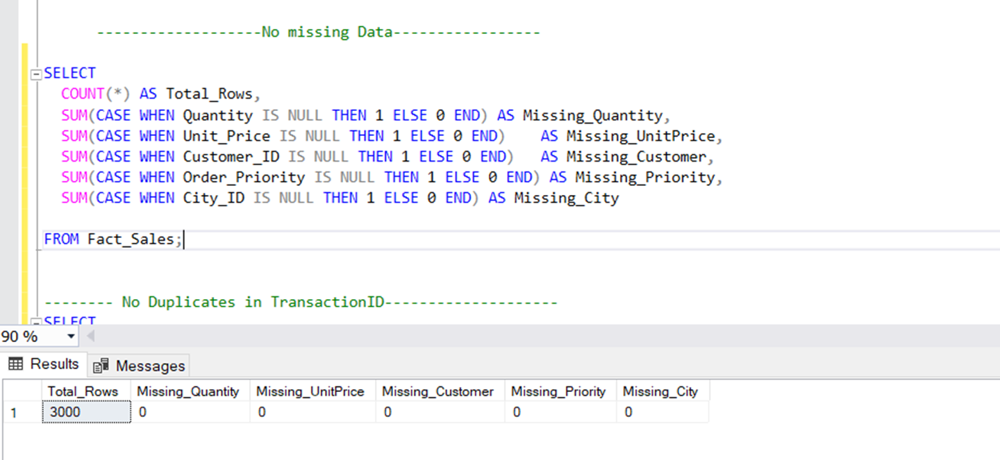 ------------------No missing Data-----------------
SELECT
COUNT(*) AS Total_Rows,
SUM(CASE WHEN Quantity IS NULL THEN 1 ELSE 0 END) AS Missing_Quantity,
SUM(CASE WHEN Unit_Price IS NULL THEN 1 ELSE 0 END)    AS Missing_UnitPrice,
SUM(CASE WHEN Customer_ID IS NULL THEN 1 ELSE 0 END)   AS Missing_Customer,
SUM(CASE WHEN Order_Priority IS NULL THEN 1 ELSE 0 END) AS Missing_Priority,
SUM(CASE WHEN City_ID IS NULL THEN 1 ELSE 0 END) AS Missing_City
FROM Fact_Sales;
-------- No Duplicates in TransactionID--------------------
SELECT
90 %
Results Messages
Total_Rows Missing_Quantity Missing_UnitPrice Missing_Customer Missing_Priority Missing_City
1 3000 0 0 0 0 0